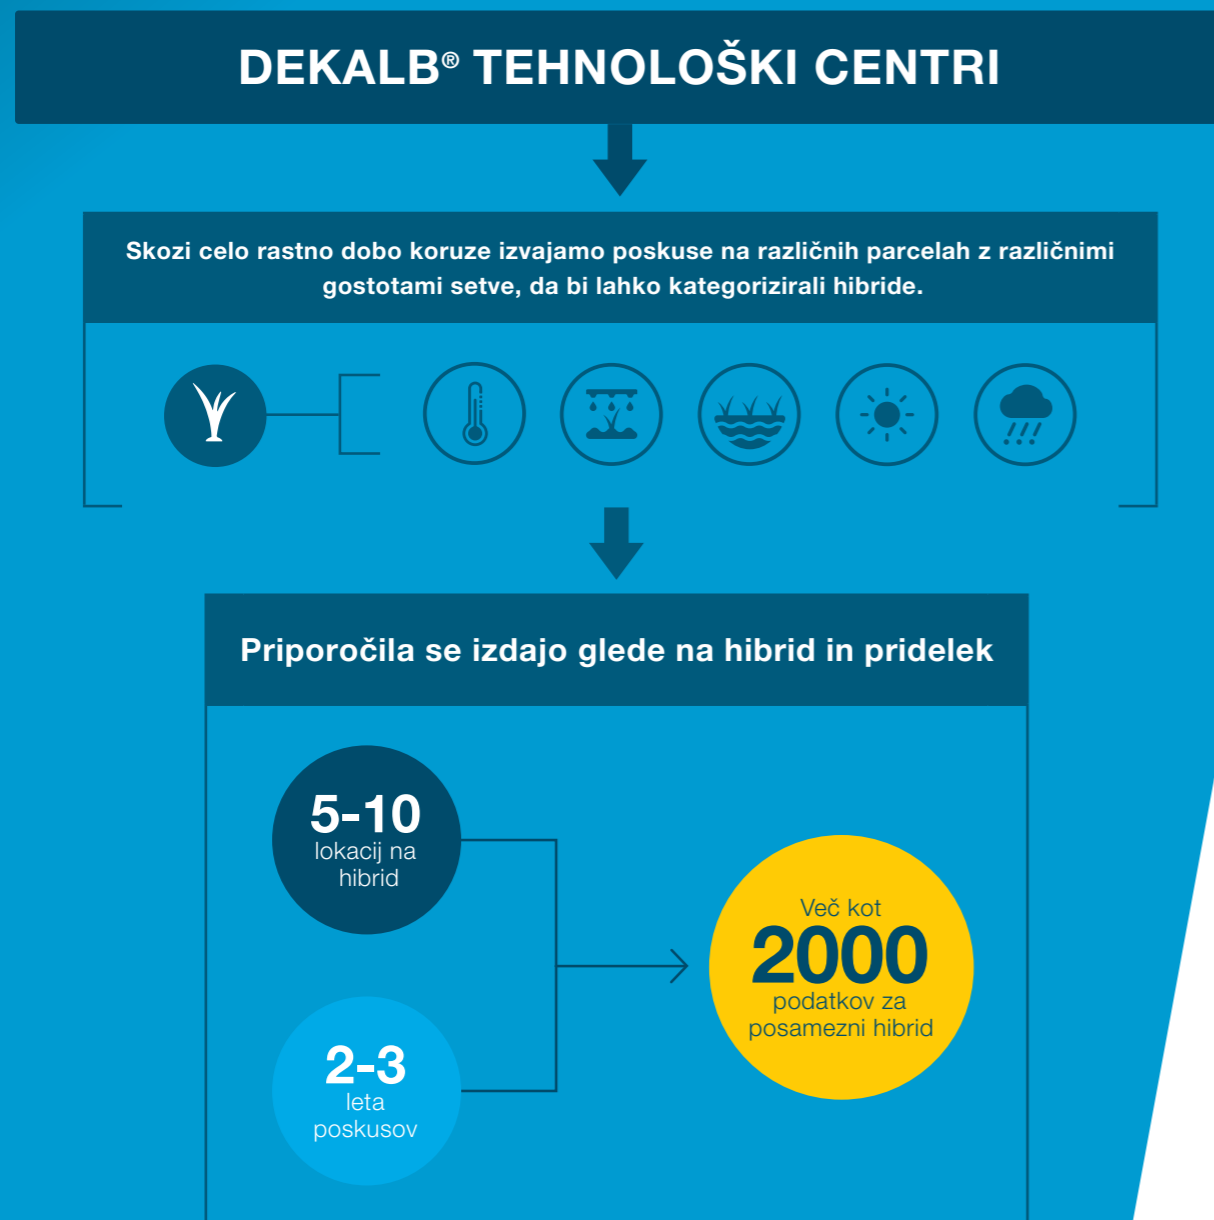 DEKALB® TEHNOLOŠKI CENTRI
Skozi celo rastno dobo koruze izvajamo poskuse na različnih parcelah z različnimi
gostotami setve, da bi lahko kategorizirali hibride.
Priporočila se izdajo glede na hibrid in pridelek
5-10
lokacij na
hibrid
2-3
leta
poskusov
Več kot
2000
podatkov za
posamezni hibrid